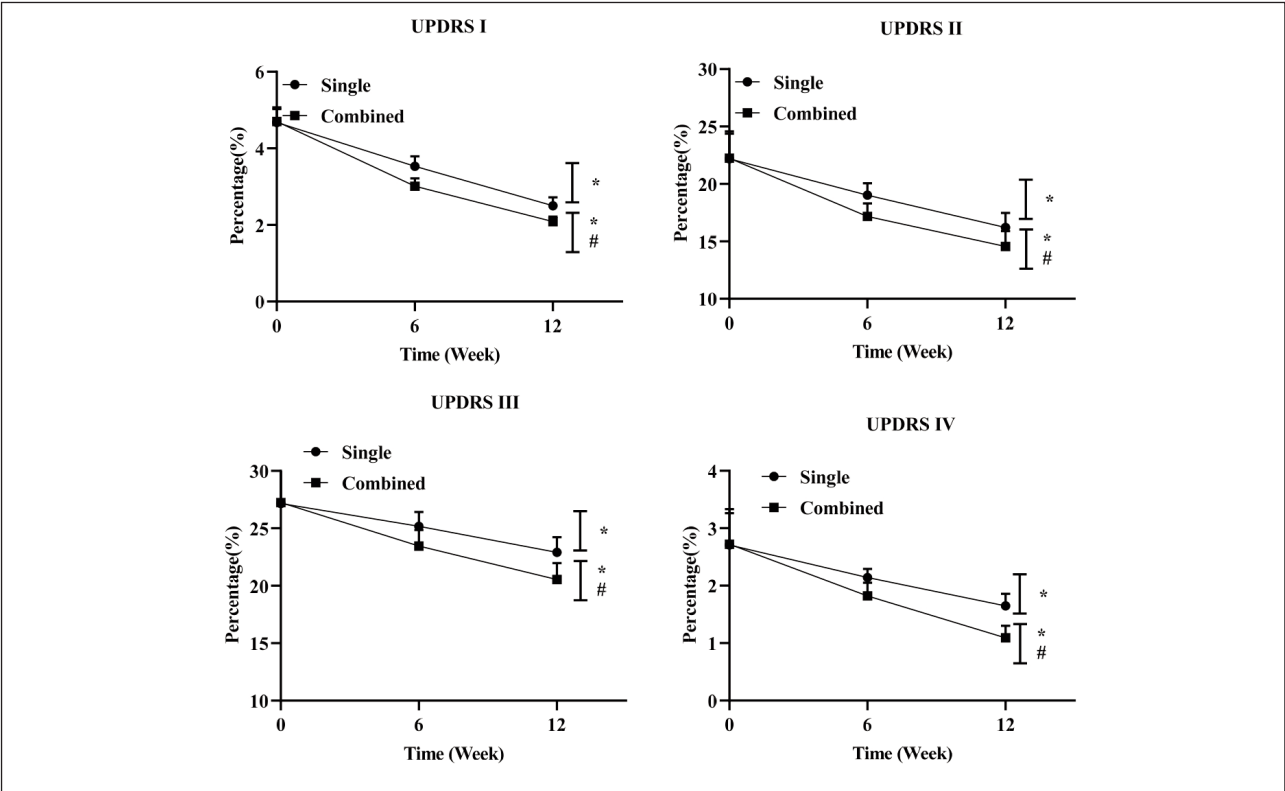 UPDRS I
6
4
2
0
Percentage(%)
Single
Combined
*
*
#
0 6 12
Time (Week)
UPDRS II
30
25
20
15
10
Percentage(%)
Single
Combined
*
*
#
0 6 12
Time (Week)
UPDRS III
30
25
20
15
10
Percentage(%)
Single
Combined
*
*
#
0 6 12
Time (Week)
UPDRS IV
4
3
2
1
0
Percentage(%)
Single
Combined
*
*
#
0 6 12
Time (Week)